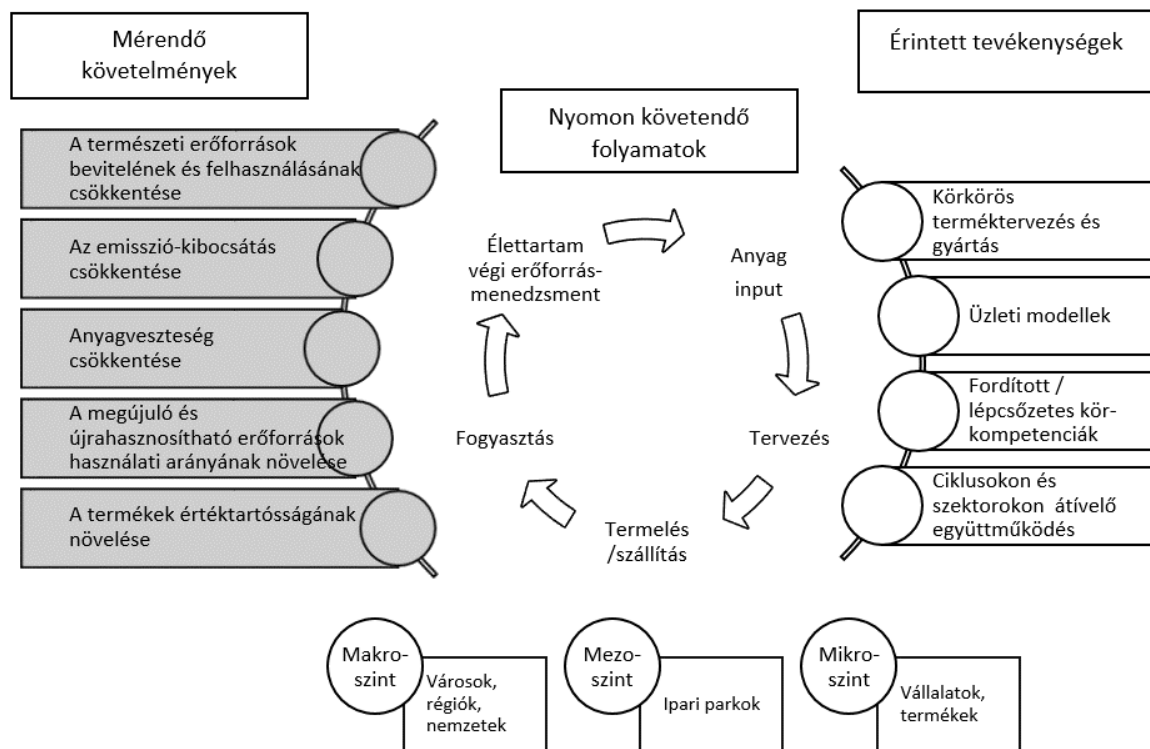 Mérendő
követelmények
A természeti erőforrások
bevitelének és felhasználásának
csökkentése
Az emisszió-kibocsátás
csökkentése
Anyagveszteség
csökkentése
A megújuló és
újrahasznosítható erőforrások
használati arányának növelése
A termékek értéktartósságának
növelése
Nyomon követendő
folyamatok
Élettartam
végi erőforrás-
menedzsment
Anyag
input
Tervezés
Termelés
/szállítás
Fogyasztás
Érintett tevékenységek
Körkörös
terméktervezés és
gyártás
Üzleti modellek
Fordított /
lépcsőzetes kör-
kompetenciák
Ciklusokon és
szektorokon átívelő
együttműködés
Makro-
szint
Városok,
régiók,
nemzetek
Mezo-
szint
Ipari parkok
Mikro-
szint
Vállalatok,
termékek